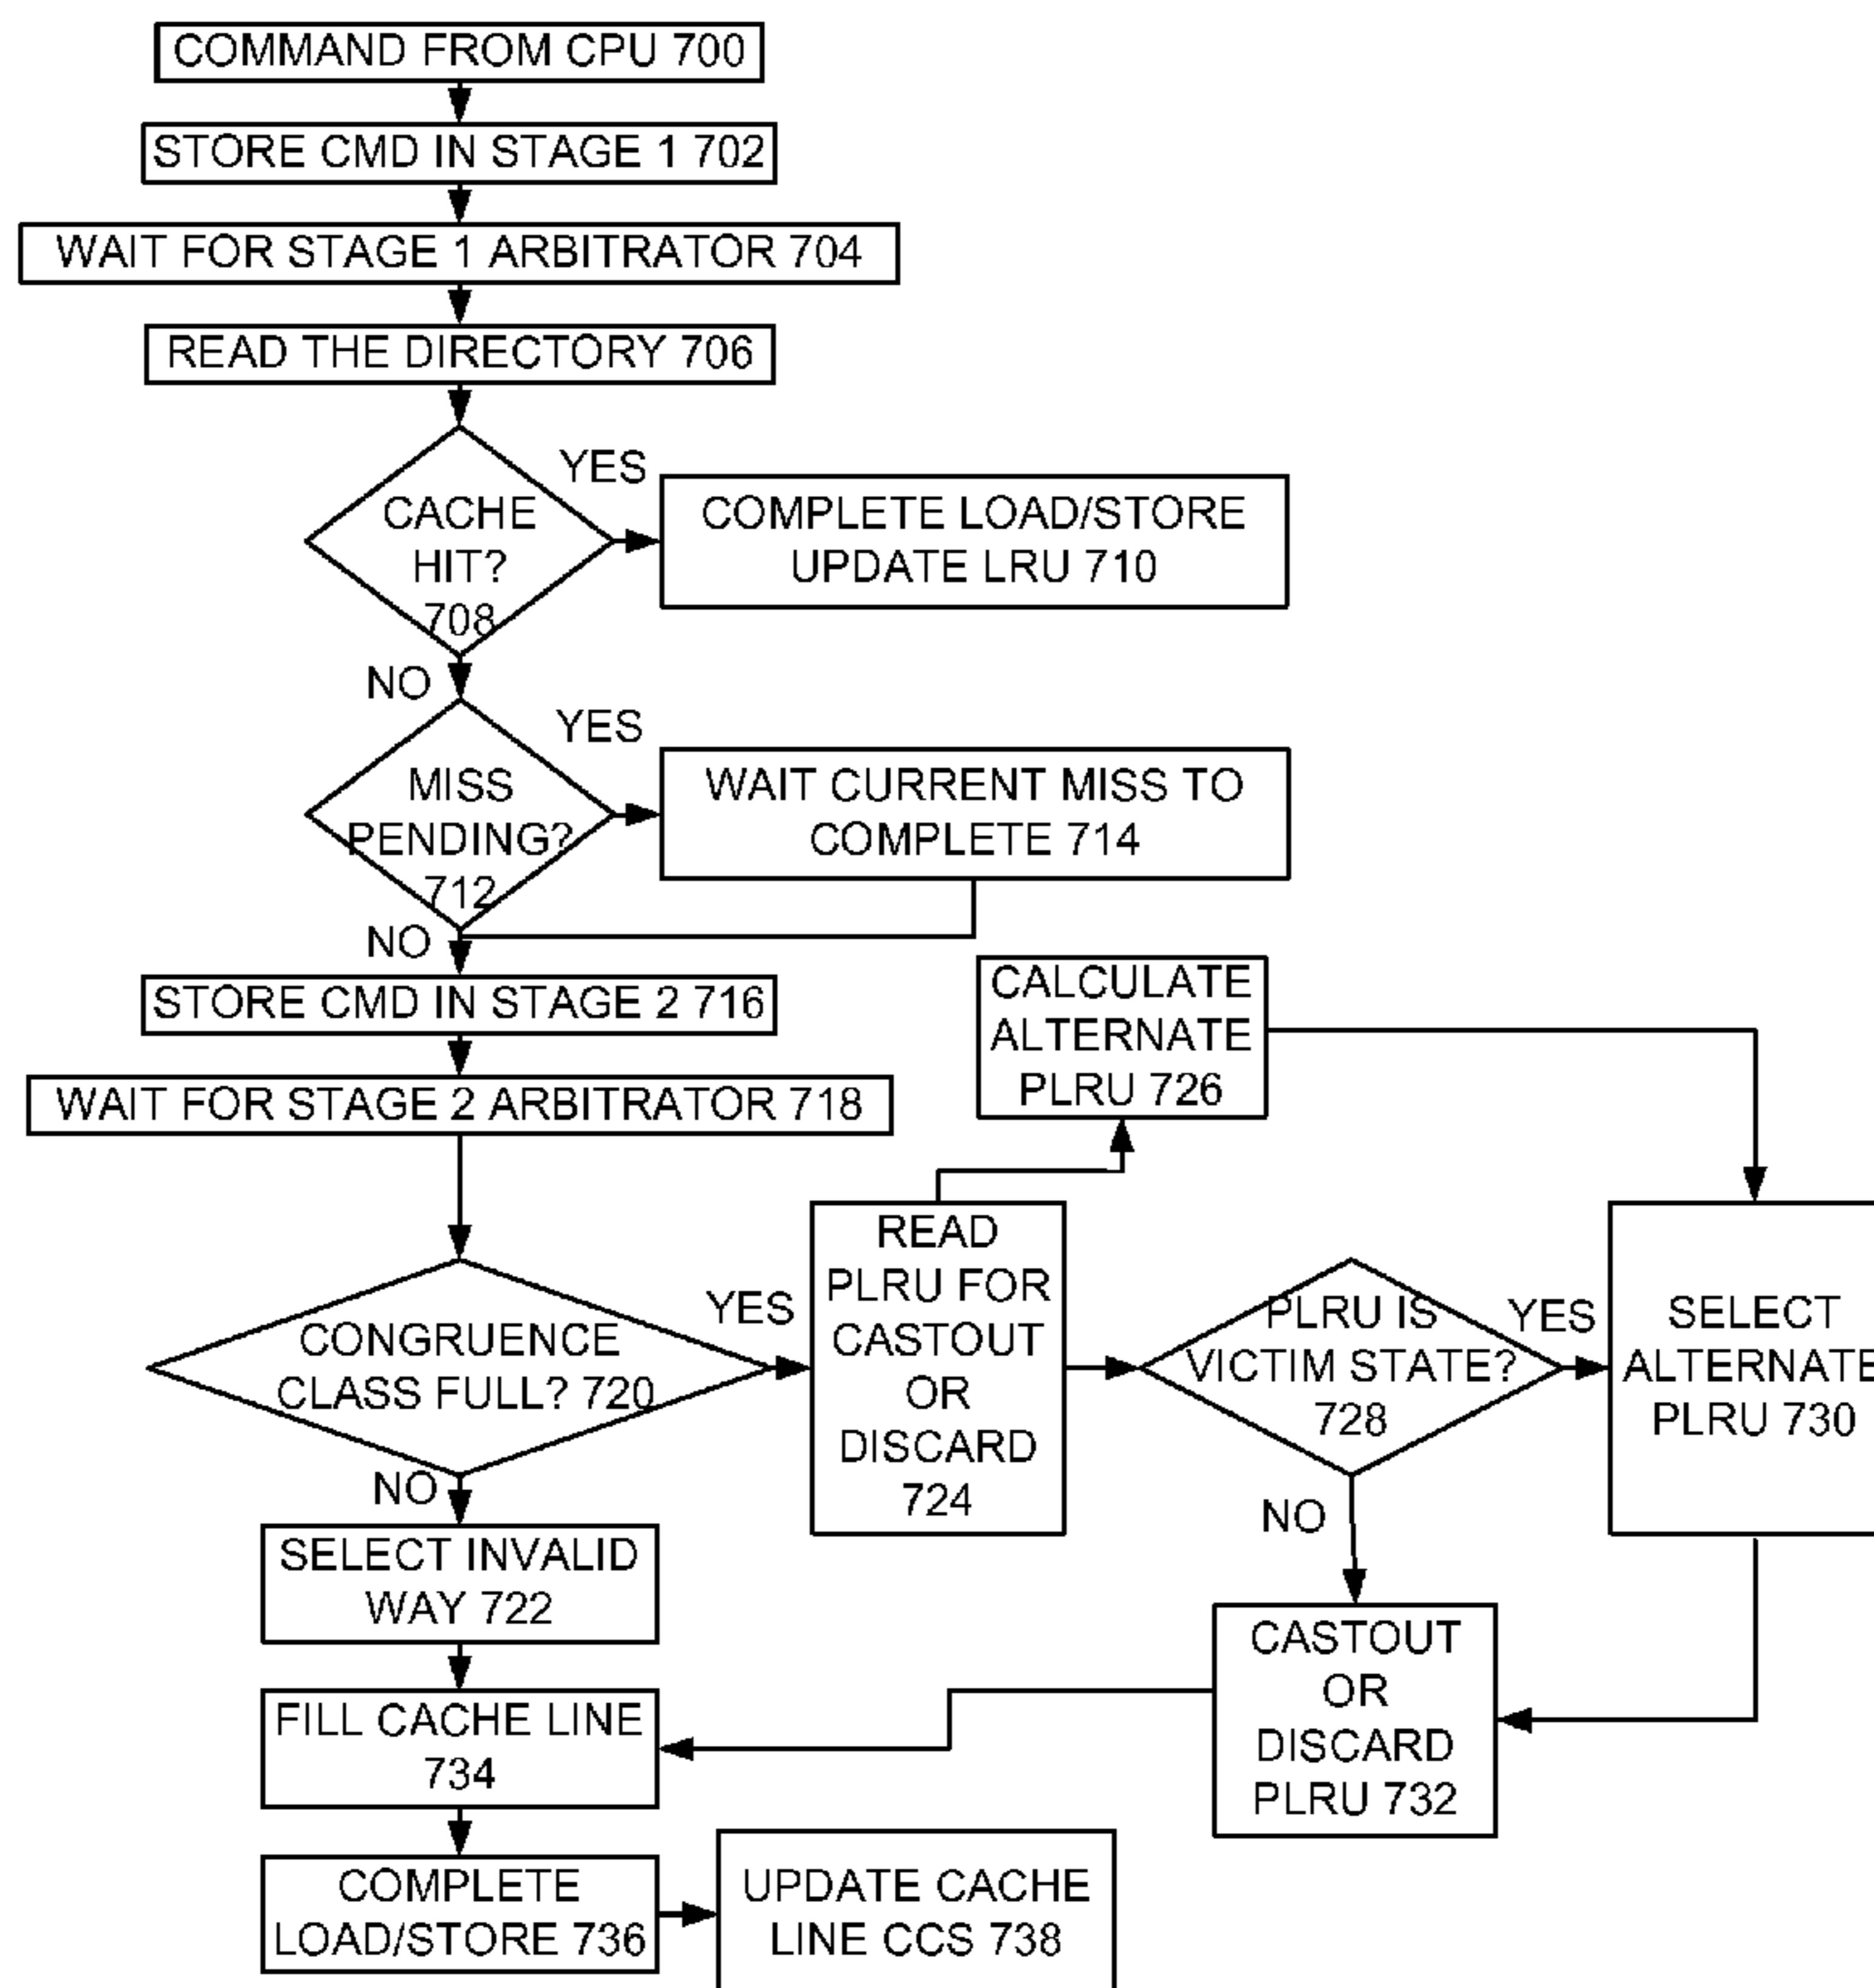 COMMAND FROM CPU 700
STORE CMD IN STAGE 1 702
WAIT FOR STAGE 1 ARBITRATOR 704
READ THE DIRECTORY 706
CACHE
HIT?
708
YES
COMPLETE LOAD/STORE
UPDATE LRU 710
NO
MISS
PENDING?
712
YES
WAIT CURRENT MISS TO
COMPLETE 714
NO
STORE CMD IN STAGE 2 716
WAIT FOR STAGE 2 ARBITRATOR 718
CALCULATE
ALTERNATE
PLRU 726
CONGRUENCE
CLASS FULL? 720
YES
READ
PLRU FOR
CASTOUT
OR
DISCARD
724
PLRU IS
VICTIM STATE?
728
YES
SELECT
ALTERNATE
PLRU 730
NO
SELECT INVALID
WAY 722
NO
CASTOUT
OR
DISCARD
PLRU 732
FILL CACHE LINE
734
COMPLETE
LOAD/STORE 736
UPDATE CACHE
LINE CCS 738